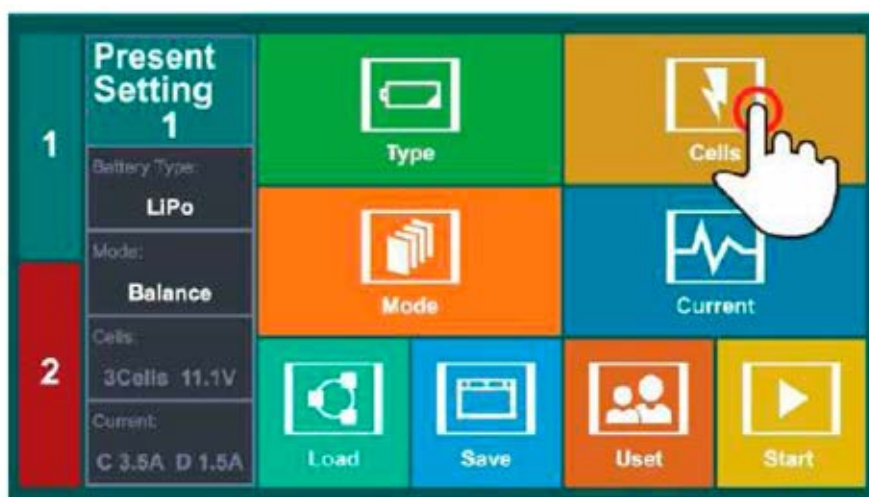 1
2
Present
Setting
1
Battery Type:
LiPo
Mode:
Balance
Cells:
3Cells 11.1V
Current:
C 3.5A D 1.5A
Type
Cells
Mode
Current
Load
Save
Uset
Start